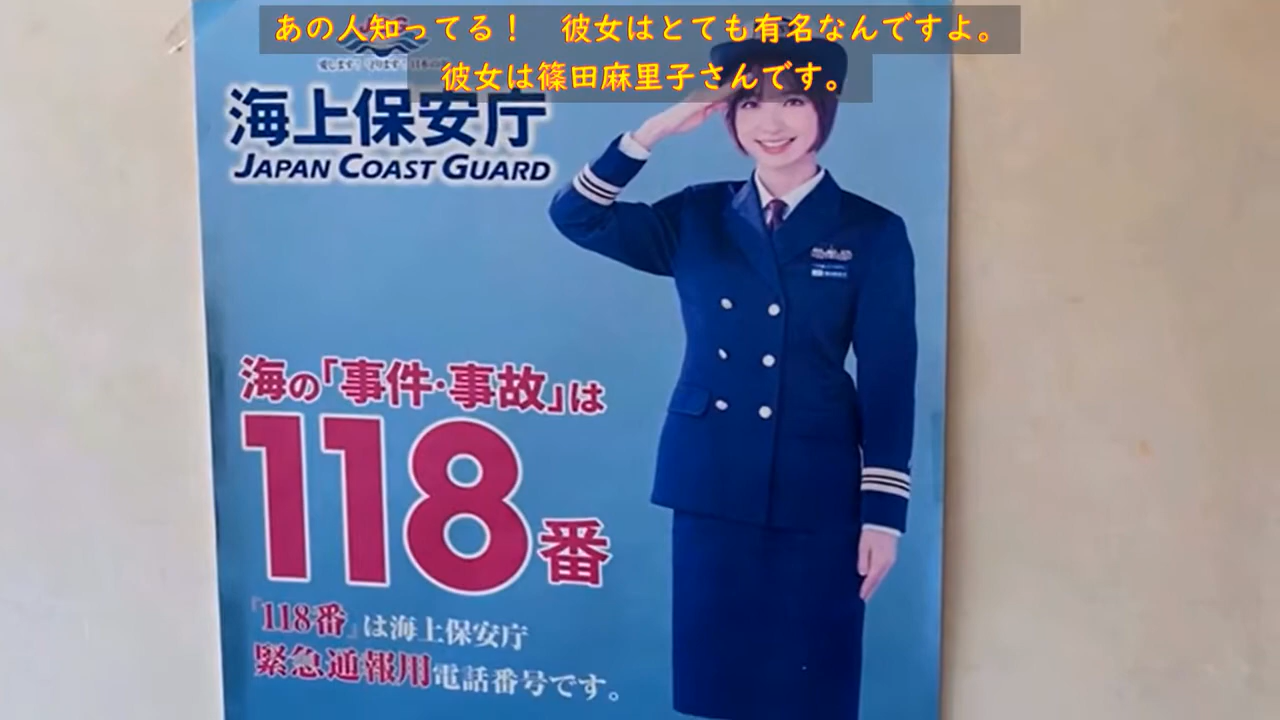 あの人知ってる！　彼女はとても有名なんですよ。
彼女は篠田麻里子さんです。
海上保安庁
JAPAN COAST GUARD
海の「事件・事故」は
118番
『118番』は海上保安庁
緊急通報用電話番号です。